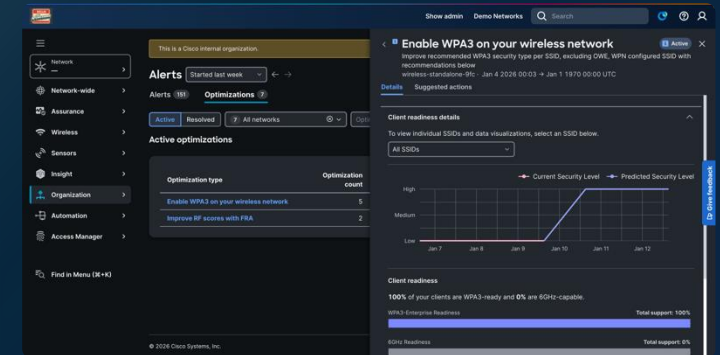 Show admin
Demo Networks
Search
Network
—
Network-wide
Assurance
Wireless
Sensors
Insight
Organization
Automation
Access Manager
Find in Menu (⌘+K)
This is a Cisco internal organization.
Alerts
Started last week
Alerts 151
Optimizations 7
Active
Resolved
7 All networks
Active optimizations
Optimization type
Optimization count
Enable WPA3 on your wireless network 5
Improve RF scores with FRA 2
© 2026 Cisco Systems, Inc.
Enable WPA3 on your wireless network
Active
Improve recommended WPA3 security type per SSID, excluding OWE, WPN configured SSID with
recommendations below
wireless-standalone-9fc - Jan 4 2026 00:03 → Jan 1 1970 00:00 UTC
Details
Suggested actions
Client readiness details
To view individual SSIDs and data visualizations, select an SSID below.
All SSIDs
Current Security Level
Predicted Security Level
High
Medium
Low
Jan 7
Jan 8
Jan 9
Jan 10
Jan 11
Jan 12
Client readiness
100% of your clients are WPA3-ready and 0% are 6GHz-capable.
WPA3-Enterprise Readiness
Total support: 100%
6GHz Readiness
Total support: 0%
Give feedback